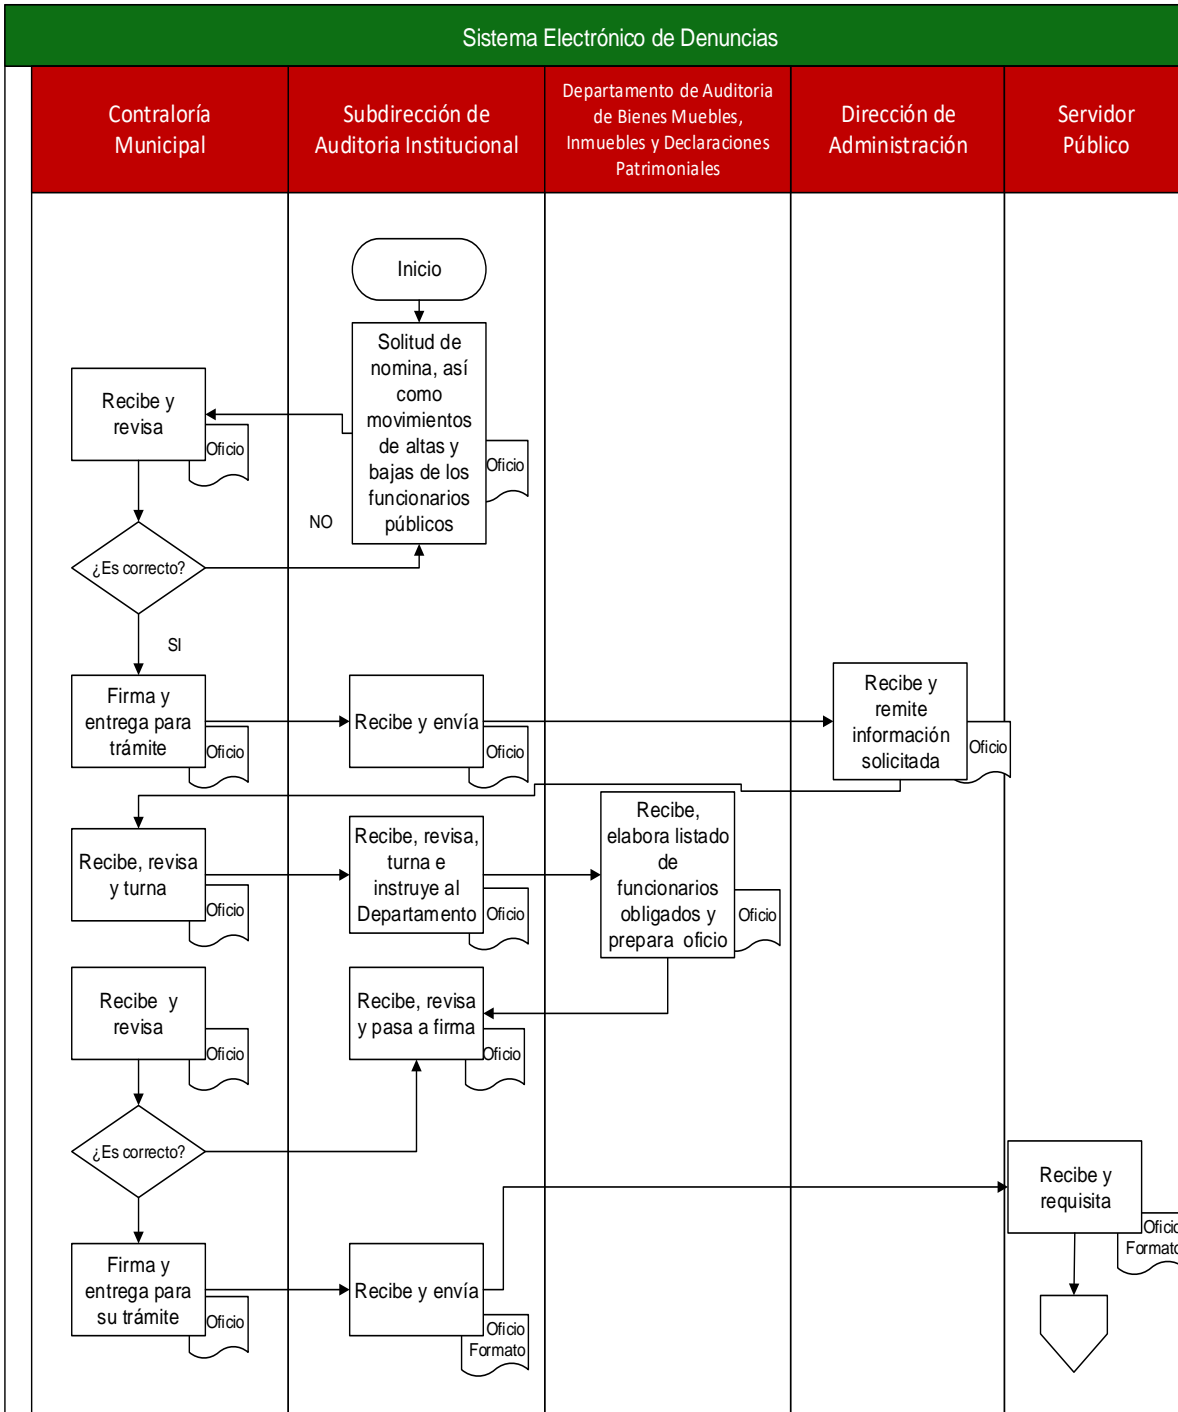 Sistema Electrónico de Denuncias
Contraloría
Municipal
Subdirección de
Auditoria Institucional
Departamento de Auditoria
de Bienes Muebles,
Inmuebles y Declaraciones
Patrimoniales
Dirección de
Administración
Servidor
Público
Inicio
Solitud de
nomina, así
como
movimientos
de altas y
bajas de los
funcionarios
públicos
Oficio
Recibe y
revisa
Oficio
NO
¿Es correcto?
SI
Firma y
entrega para
trámite
Oficio
Recibe y envía
Oficio
Recibe y
remite
información
solicitada
Oficio
Recibe, revisa
y turna
Oficio
Recibe, revisa,
turna e
instruye al
Departamento
Oficio
Recibe,
elabora listado
de
funcionarios
obligados y
prepara oficio
Oficio
Recibe y
revisa
Oficio
Recibe, revisa
y pasa a firma
Oficio
¿Es correcto?
Recibe y
requisita
Oficio
Formato
Firma y
entrega para
su trámite
Oficio
Recibe y envía
Oficio
Formato